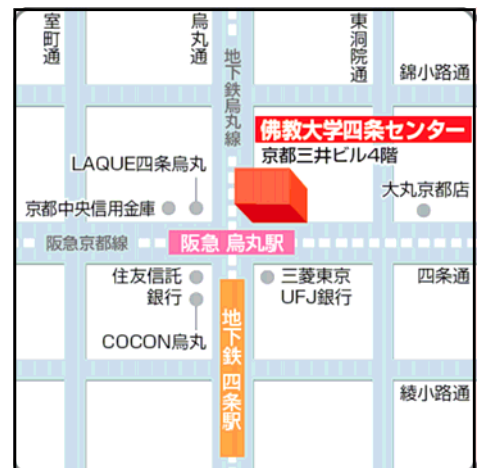 室町通
烏丸通
東洞院通
地下鉄烏丸線
錦小路通
佛教大学四条センター
京都三井ビル4階
LAQUE四条烏丸
大丸京都店
京都中央信用金庫
阪急京都線
阪急 烏丸駅
住友信託
銀行
三菱東京
UFJ銀行
四条通
COCON烏丸
地下鉄 四条駅
綾小路通